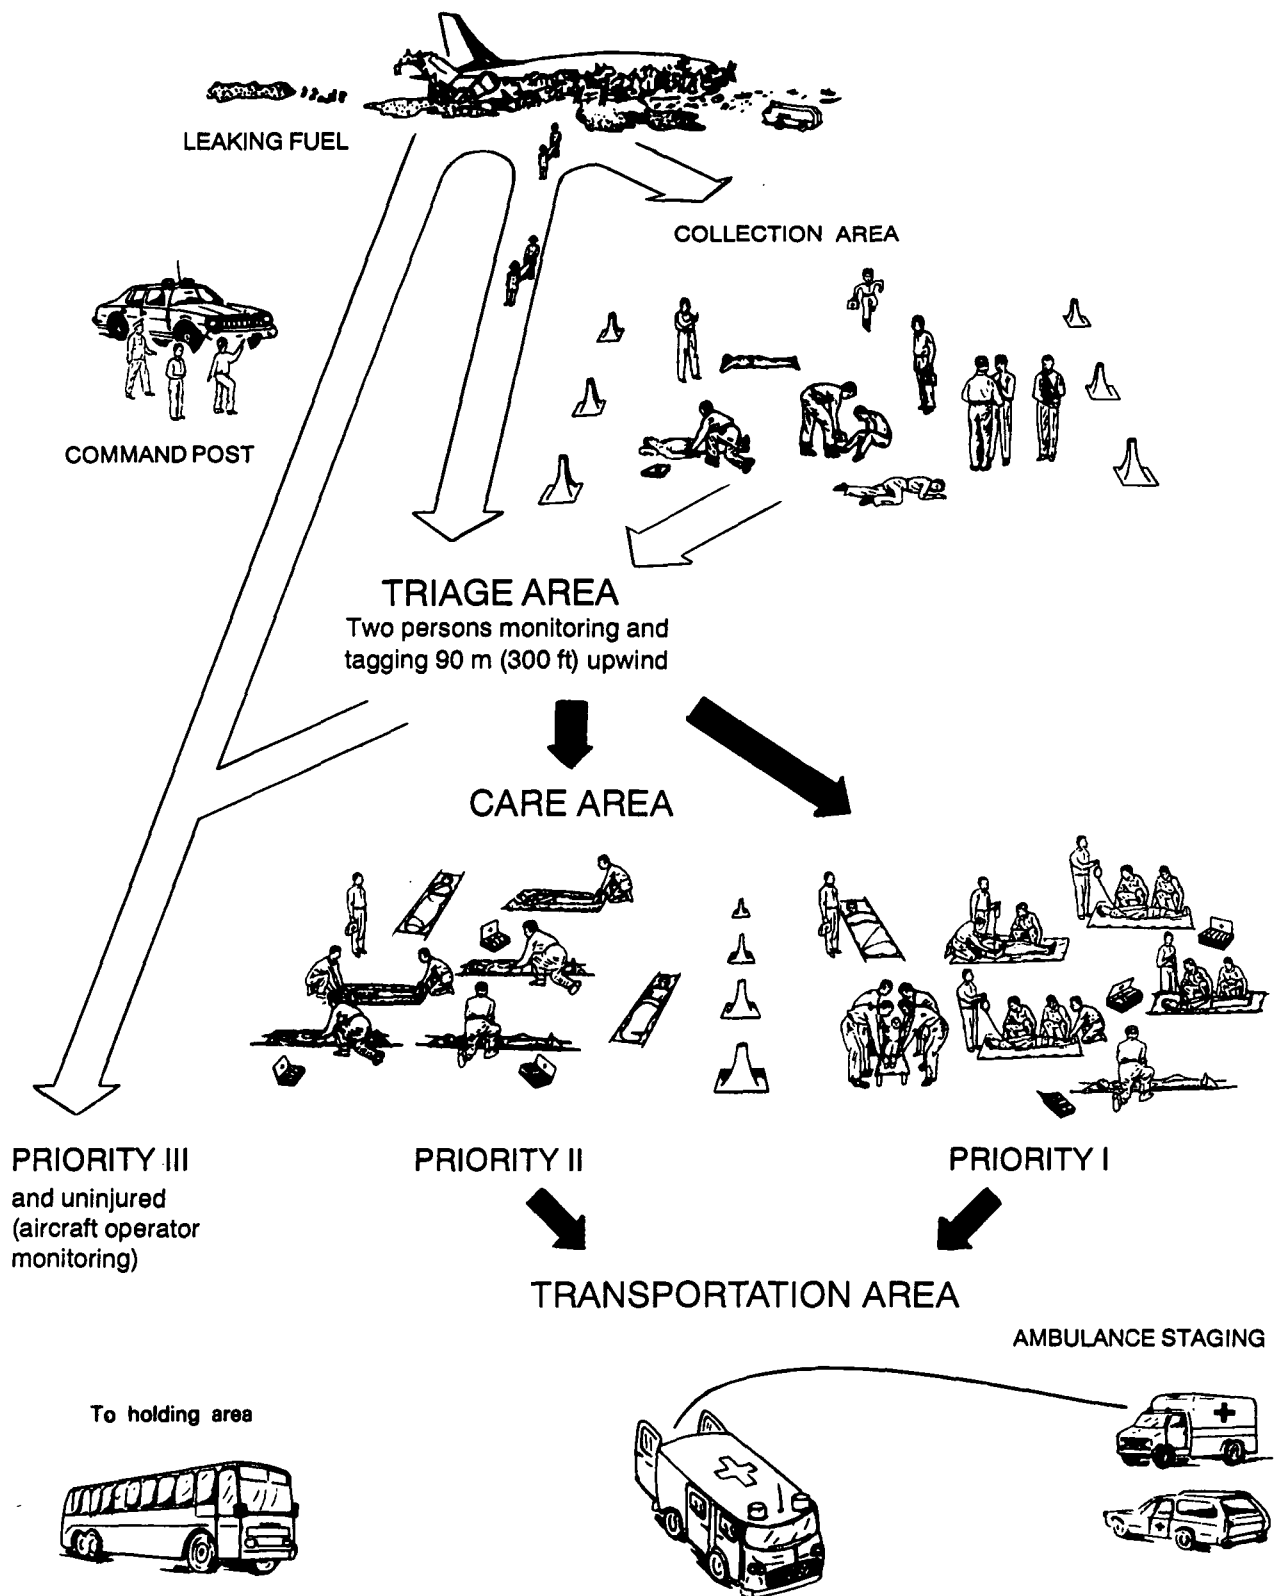 LEAKING FUEL
COLLECTION AREA
COMMAND POST
TRIAGE AREA
Two persons monitoring and
tagging 90 m (300 ft) upwind
CARE AREA
PRIORITY III
and uninjured
(aircraft operator
monitoring)
PRIORITY II
PRIORITY I
TRANSPORTATION AREA
AMBULANCE STAGING
To holding area